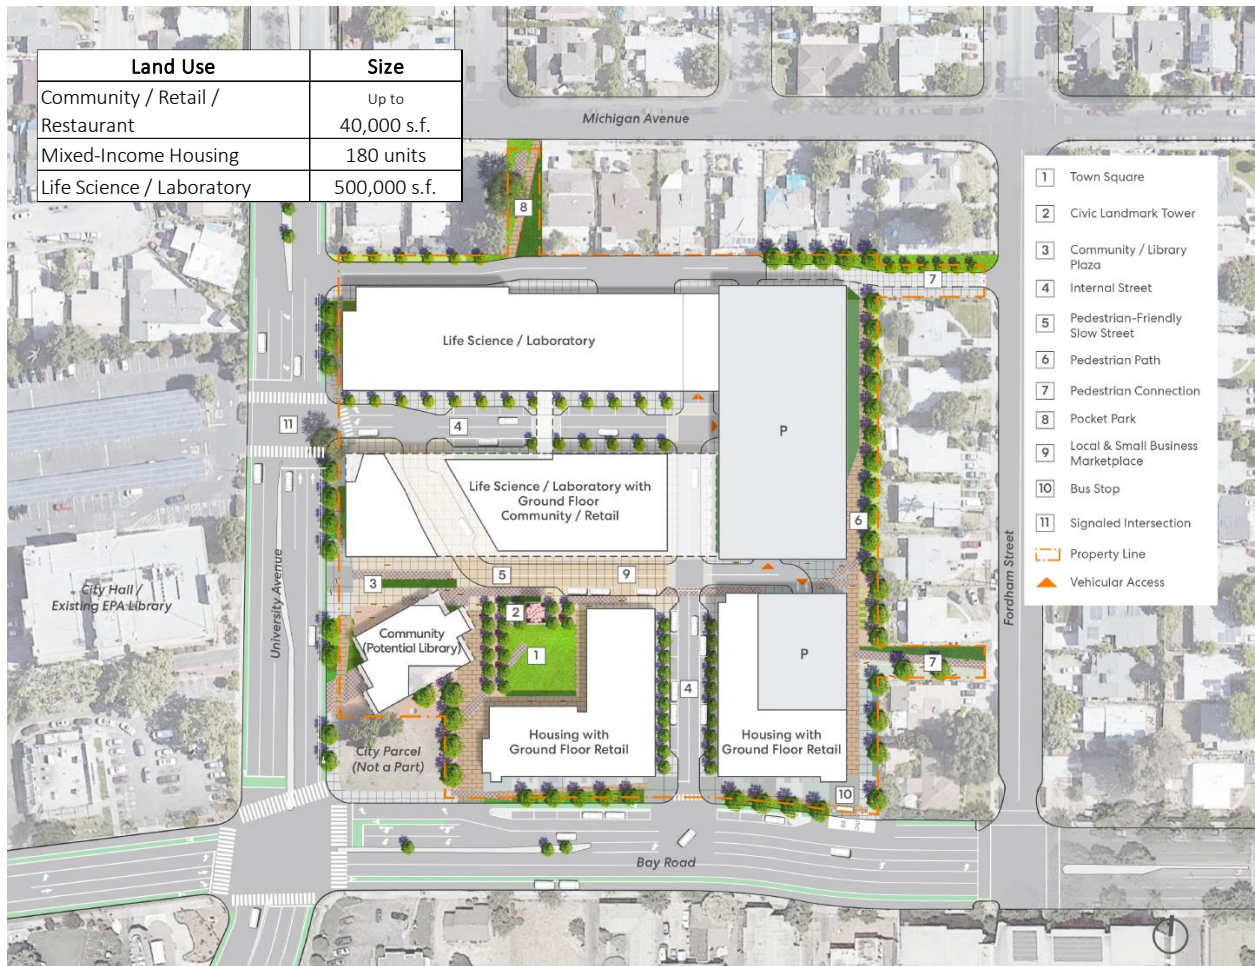 Land Use Size
Community / Retail / Up to
Restaurant 40,000 s.f.
Mixed-Income Housing 180 units
Life Science / Laboratory 500,000 s.f.
Michigan Avenue
8
7
Life Science / Laboratory
11
4
P
Life Science / Laboratory with
Ground Floor
Community / Retail
6
3
5
9
City Hall /
Existing EPA Library
University Avenue
Fordham Street
2
Community
(Potential Library)
1
P
7
4
Housing with
Ground Floor Retail
Housing with
Ground Floor Retail
City Parcel
(Not a Part)
10
Bay Road
1 Town Square
2 Civic Landmark Tower
3 Community / Library
Plaza
4 Internal Street
5 Pedestrian-Friendly
Slow Street
6 Pedestrian Path
7 Pedestrian Connection
8 Pocket Park
9 Local & Small Business
Marketplace
10 Bus Stop
11 Signaled Intersection
Property Line
Vehicular Access